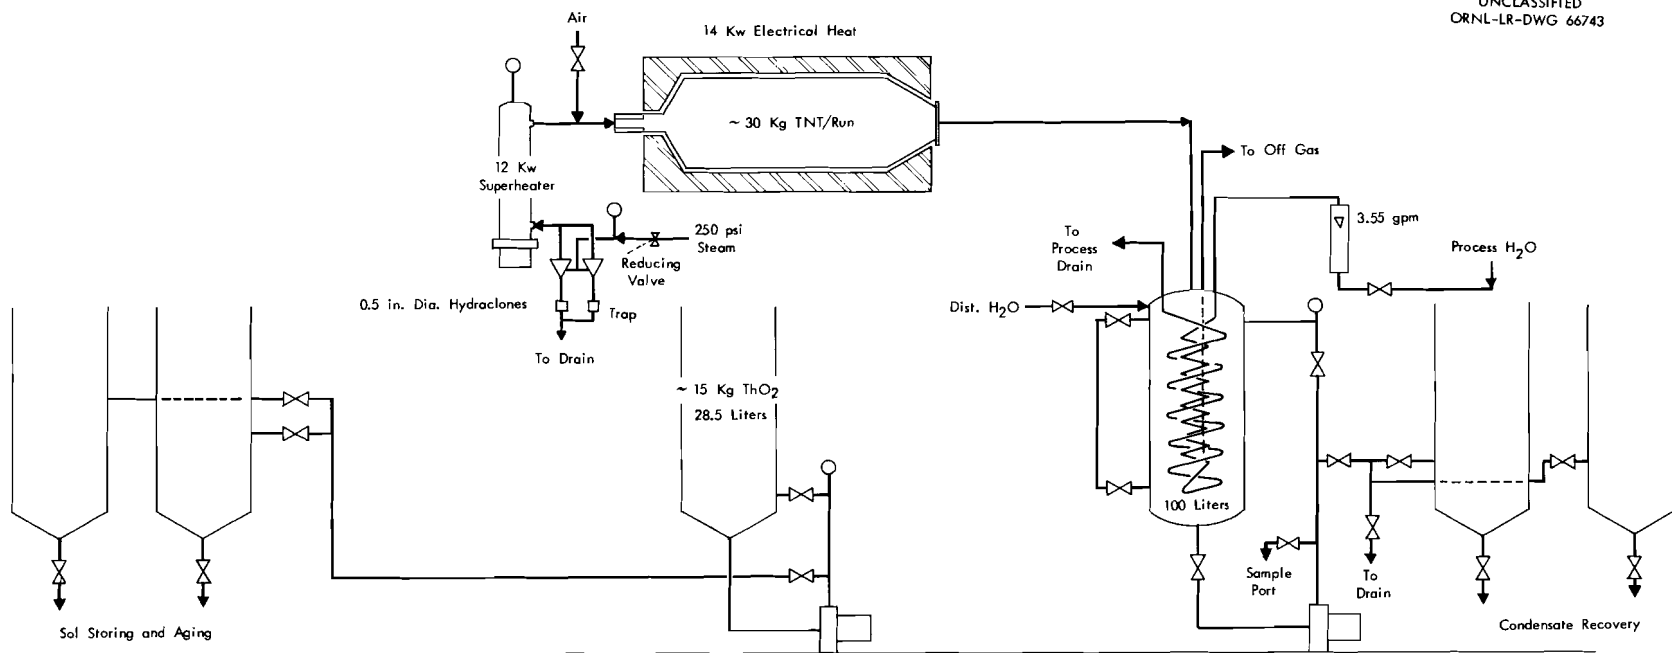 UNCLASSIFIED
ORNL-LR-DWG 66743
Air
14 Kw Electrical Heat
~ 30 Kg TNT/Run
12 Kw
Superheater
To Off Gas
250 psi
Steam
Reducing
Valve
To
Process
Drain
3.55 gpm
Process H₂O
0.5 in. Dia. Hydraclones
Trap
Dist. H₂O
To Drain
~ 15 Kg ThO₂
28.5 Liters
100 Liters
Sample
Port
To
Drain
Sol Storing and Aging
Condensate Recovery